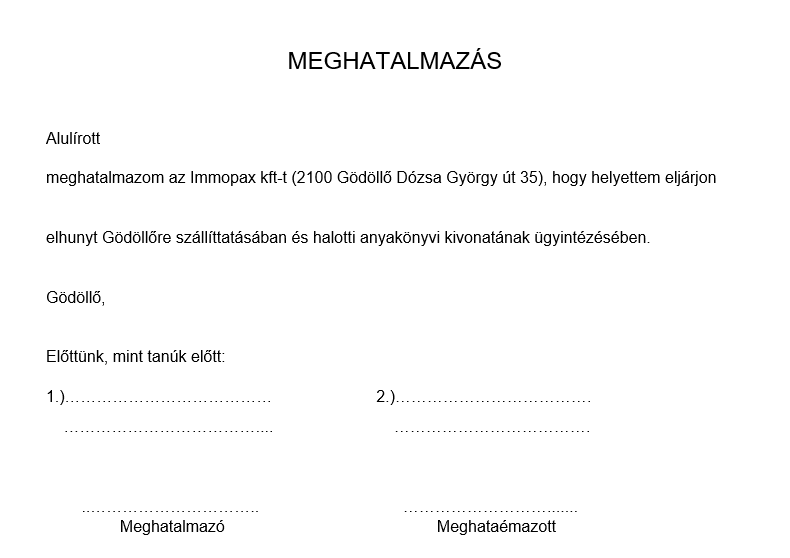 MEGHATALMAZÁS
Alulírott
meghatalmazom az Immopax kft-t (2100 Gödöllő Dózsa György út 35), hogy helyettem eljárjon
elhunyt Gödöllőre szállíttatásában és halotti anyakönyvi kivonatának ügyintézésében.
Gödöllő,
Előttünk, mint tanúk előtt:
1.)………………………………… 2.)……………………………….
………………………………... ……………………………….
..………………………….. ………………………......
Meghatalmazó Meghataémazott